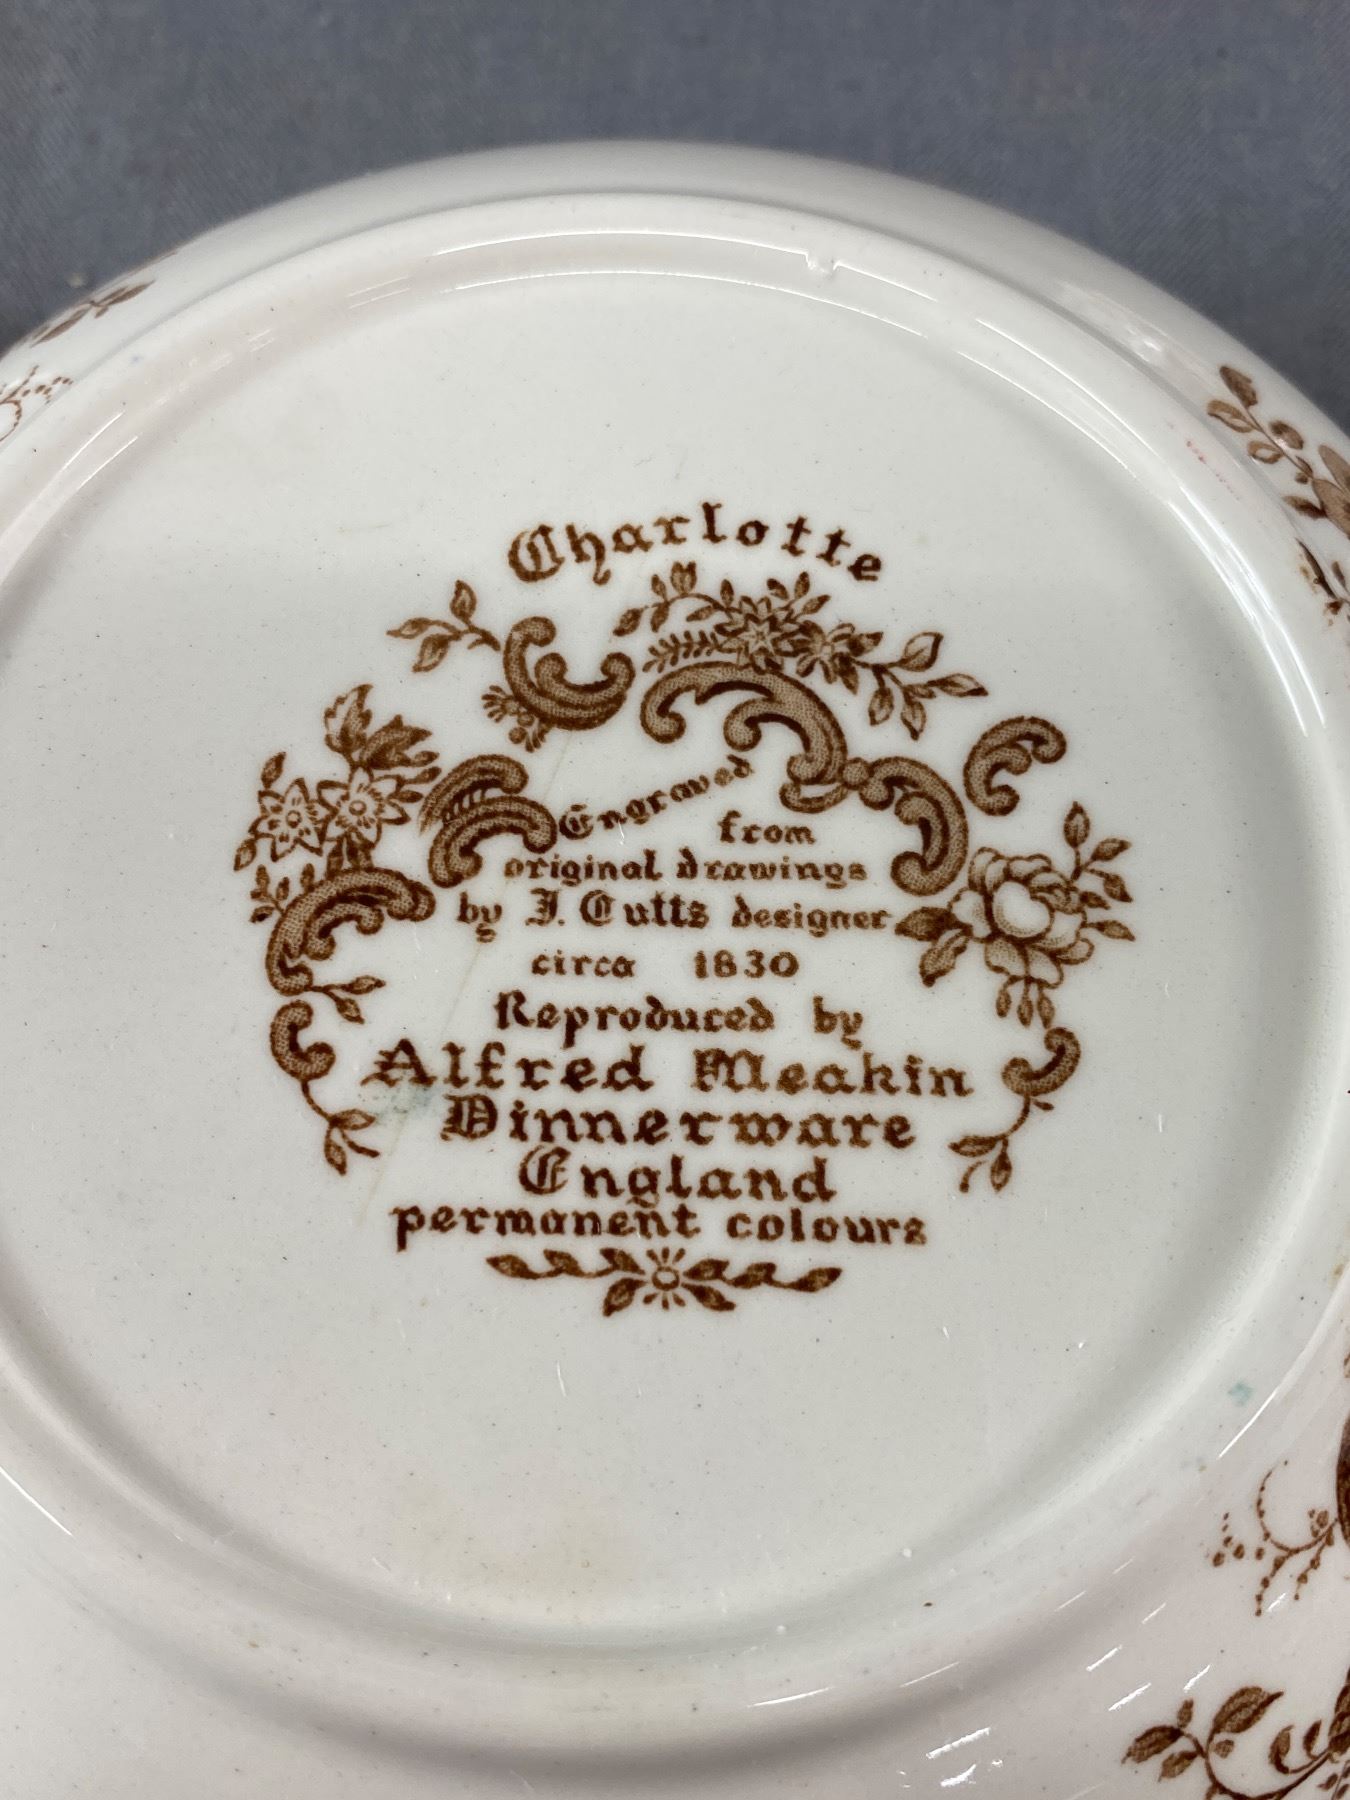 Charlotte
Engraved
from
original drawings
by J. Cutts designer
circa 1830
Reproduced by
Alfred Meakin
Dinnerware
England
permanent colours